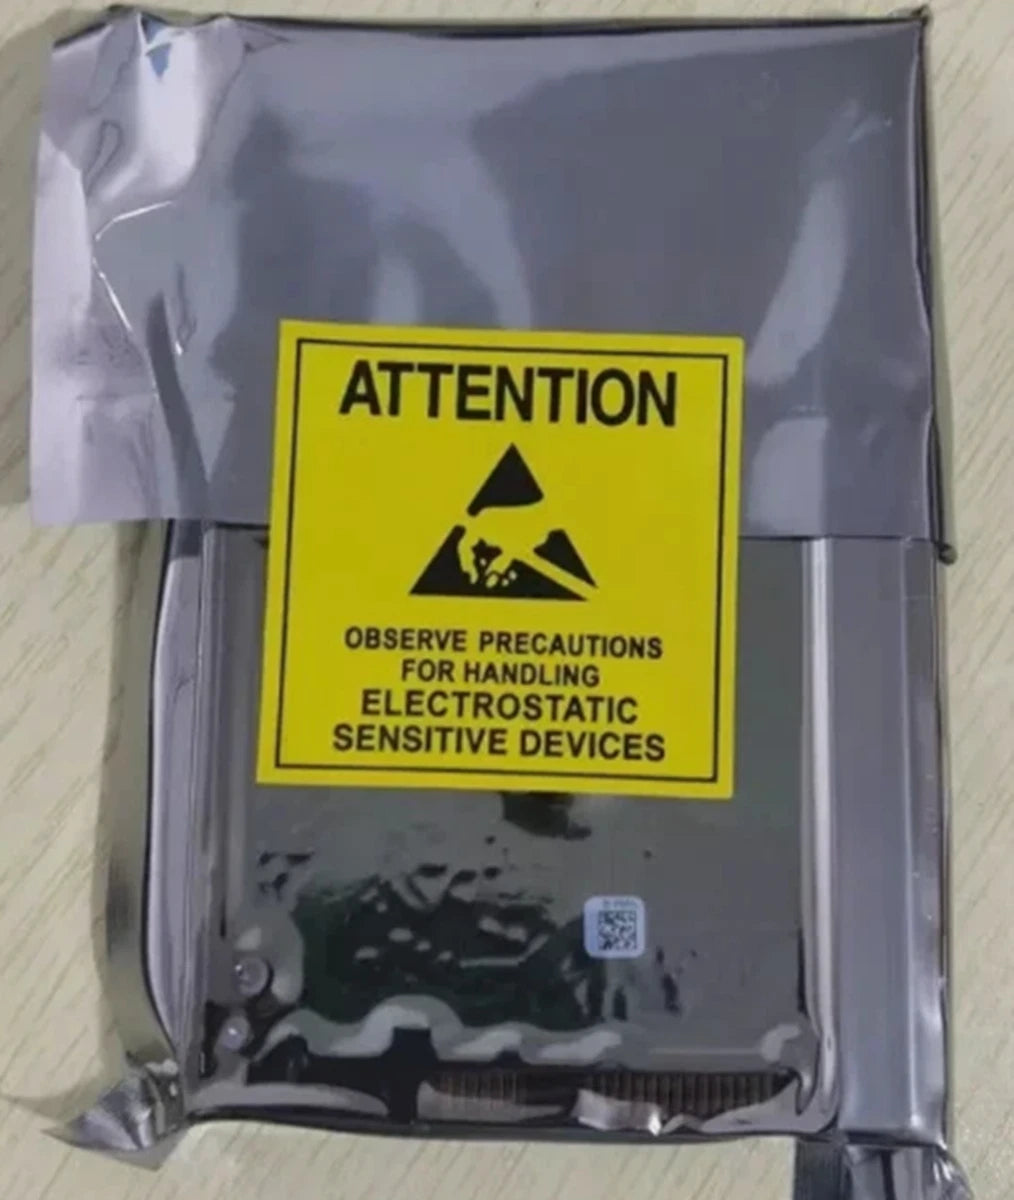 ATTENTION
OBSERVE PRECAUTIONS
FOR HANDLING
ELECTROSTATIC
SENSITIVE DEVICES